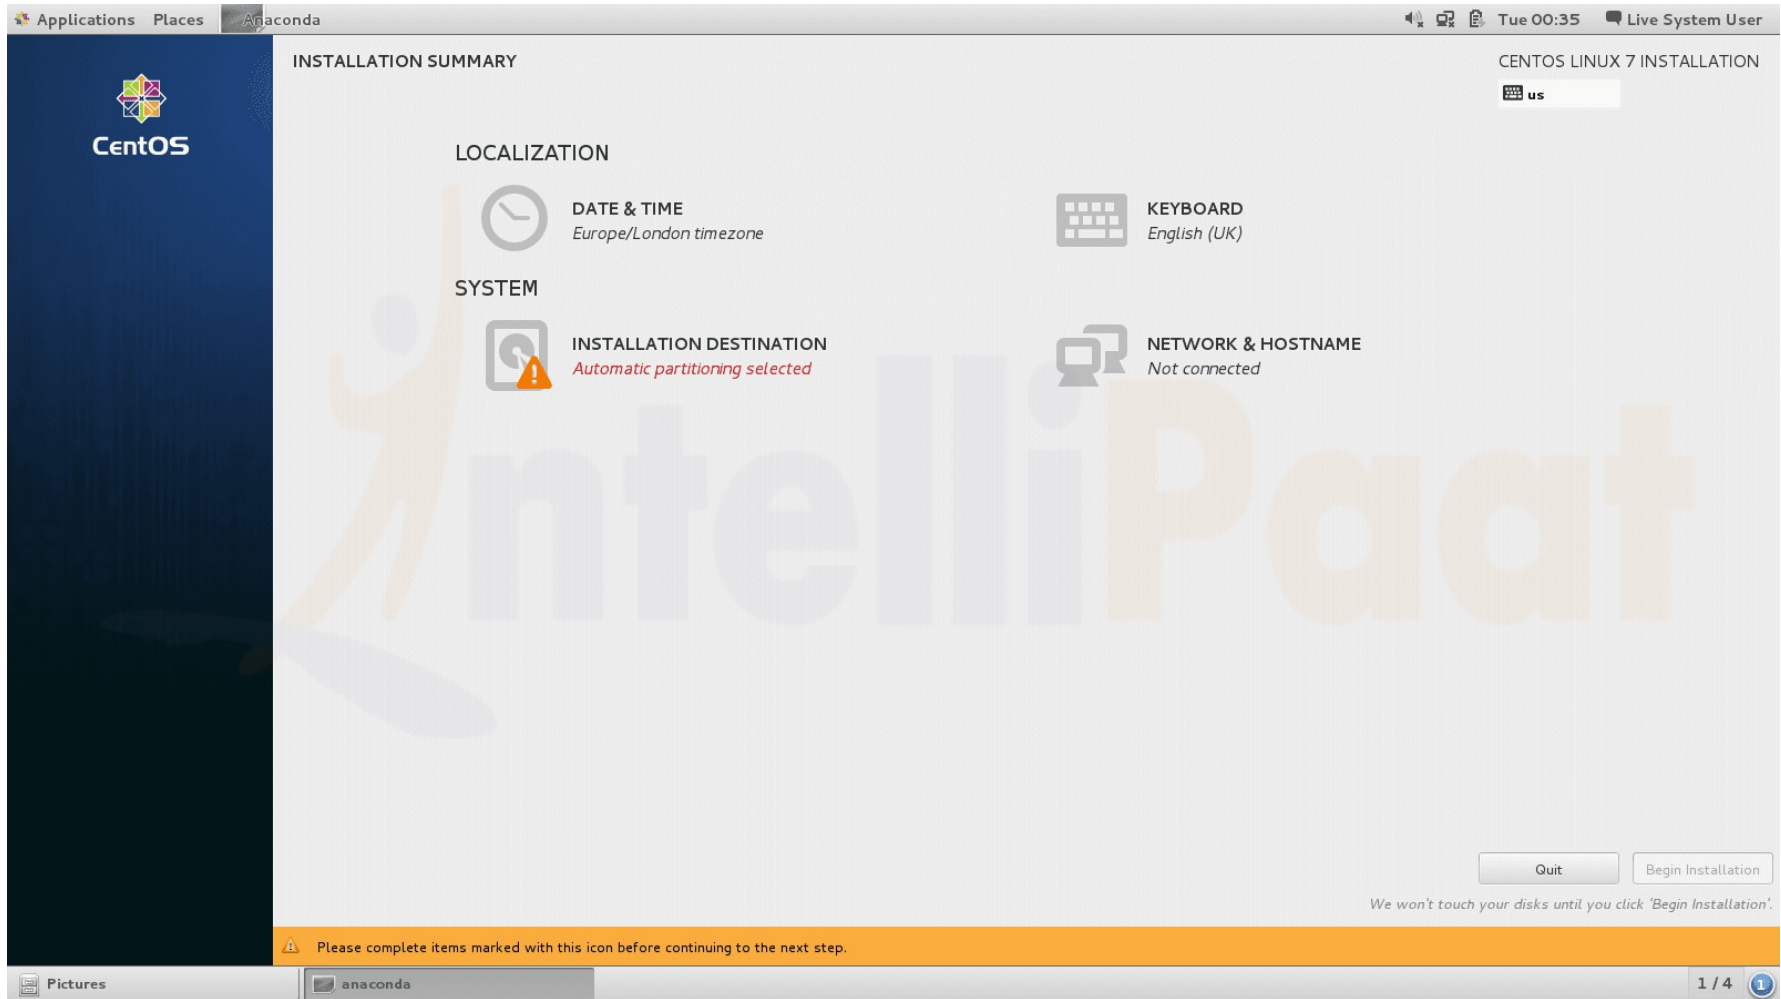 Applications Places Anaconda Tue 00:35 Live System User
INSTALLATION SUMMARY
CENTOS LINUX 7 INSTALLATION
us
CentOS
LOCALIZATION
DATE & TIME
Europe/London timezone
KEYBOARD
English (UK)
SYSTEM
INSTALLATION DESTINATION
Automatic partitioning selected
NETWORK & HOSTNAME
Not connected
IntelliPaat
Quit
Begin Installation
We won't touch your disks until you click 'Begin Installation'.
Please complete items marked with this icon before continuing to the next step.
Pictures anaconda 1 / 4 1